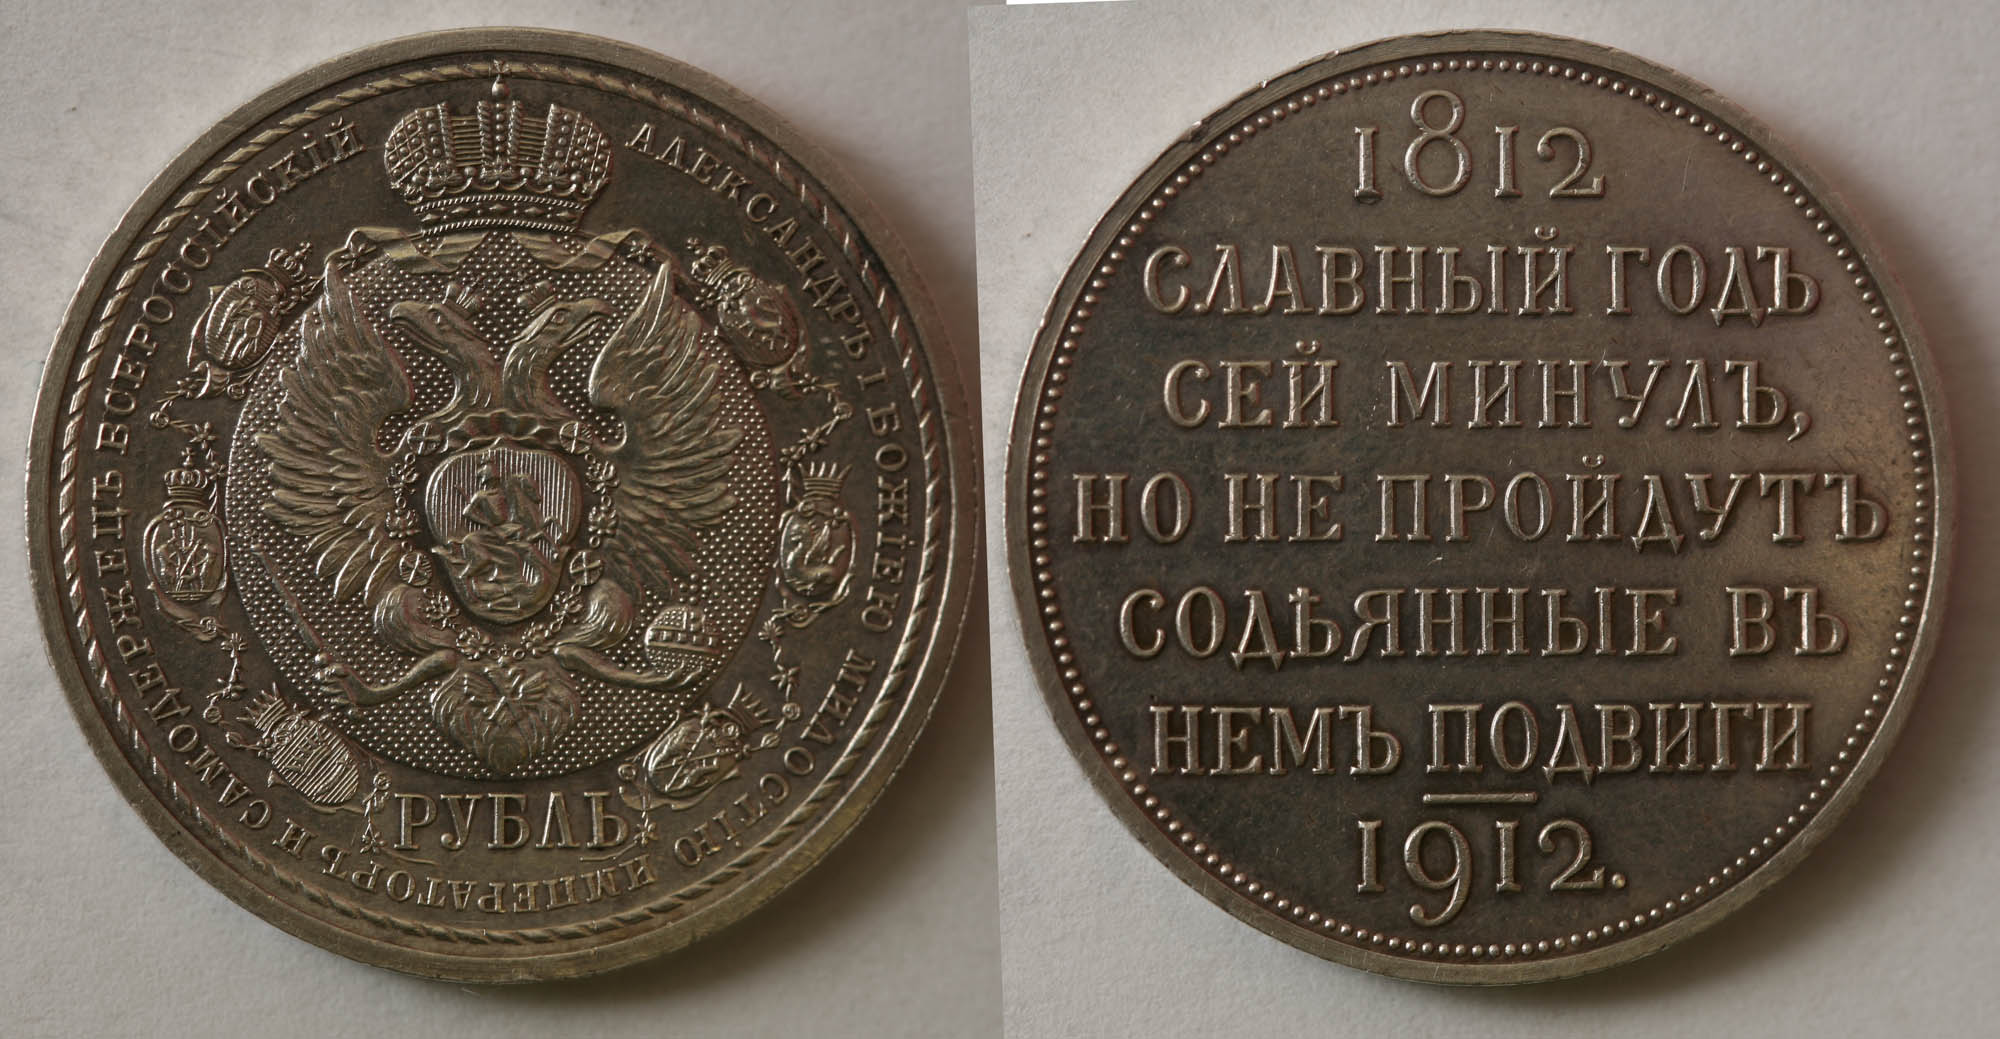 АЛЕКСАНДРЪ I БОЖІЕЮ МИЛОСТІЮ ИМПЕРАТОРЪ И САМОДЕРЖЕЦЪ ВСЕРОССІЙСКІЙ
РУБЛЬ
1812
СЛАВНЫЙ ГОДЪ
СЕЙ МИНУЛЪ,
НО НЕ ПРОЙДУТЪ
СОДѢЯННЫЕ ВЪ
НЕМЪ ПОДВИГИ
1912.